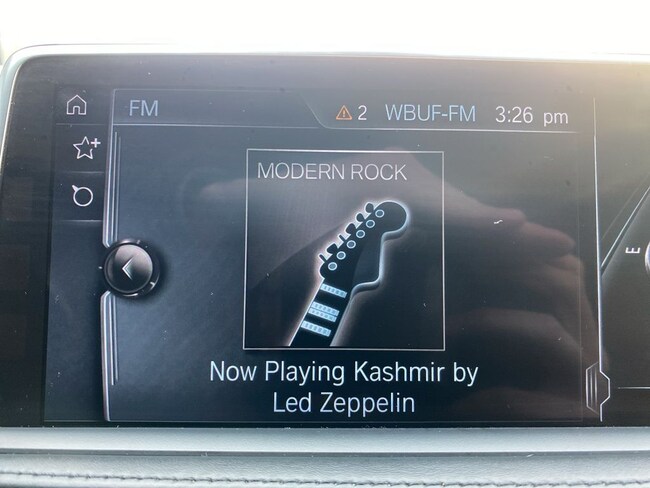 FM
2
WBUF-FM
3:26 pm
MODERN ROCK
Now Playing Kashmir by
Led Zeppelin
E